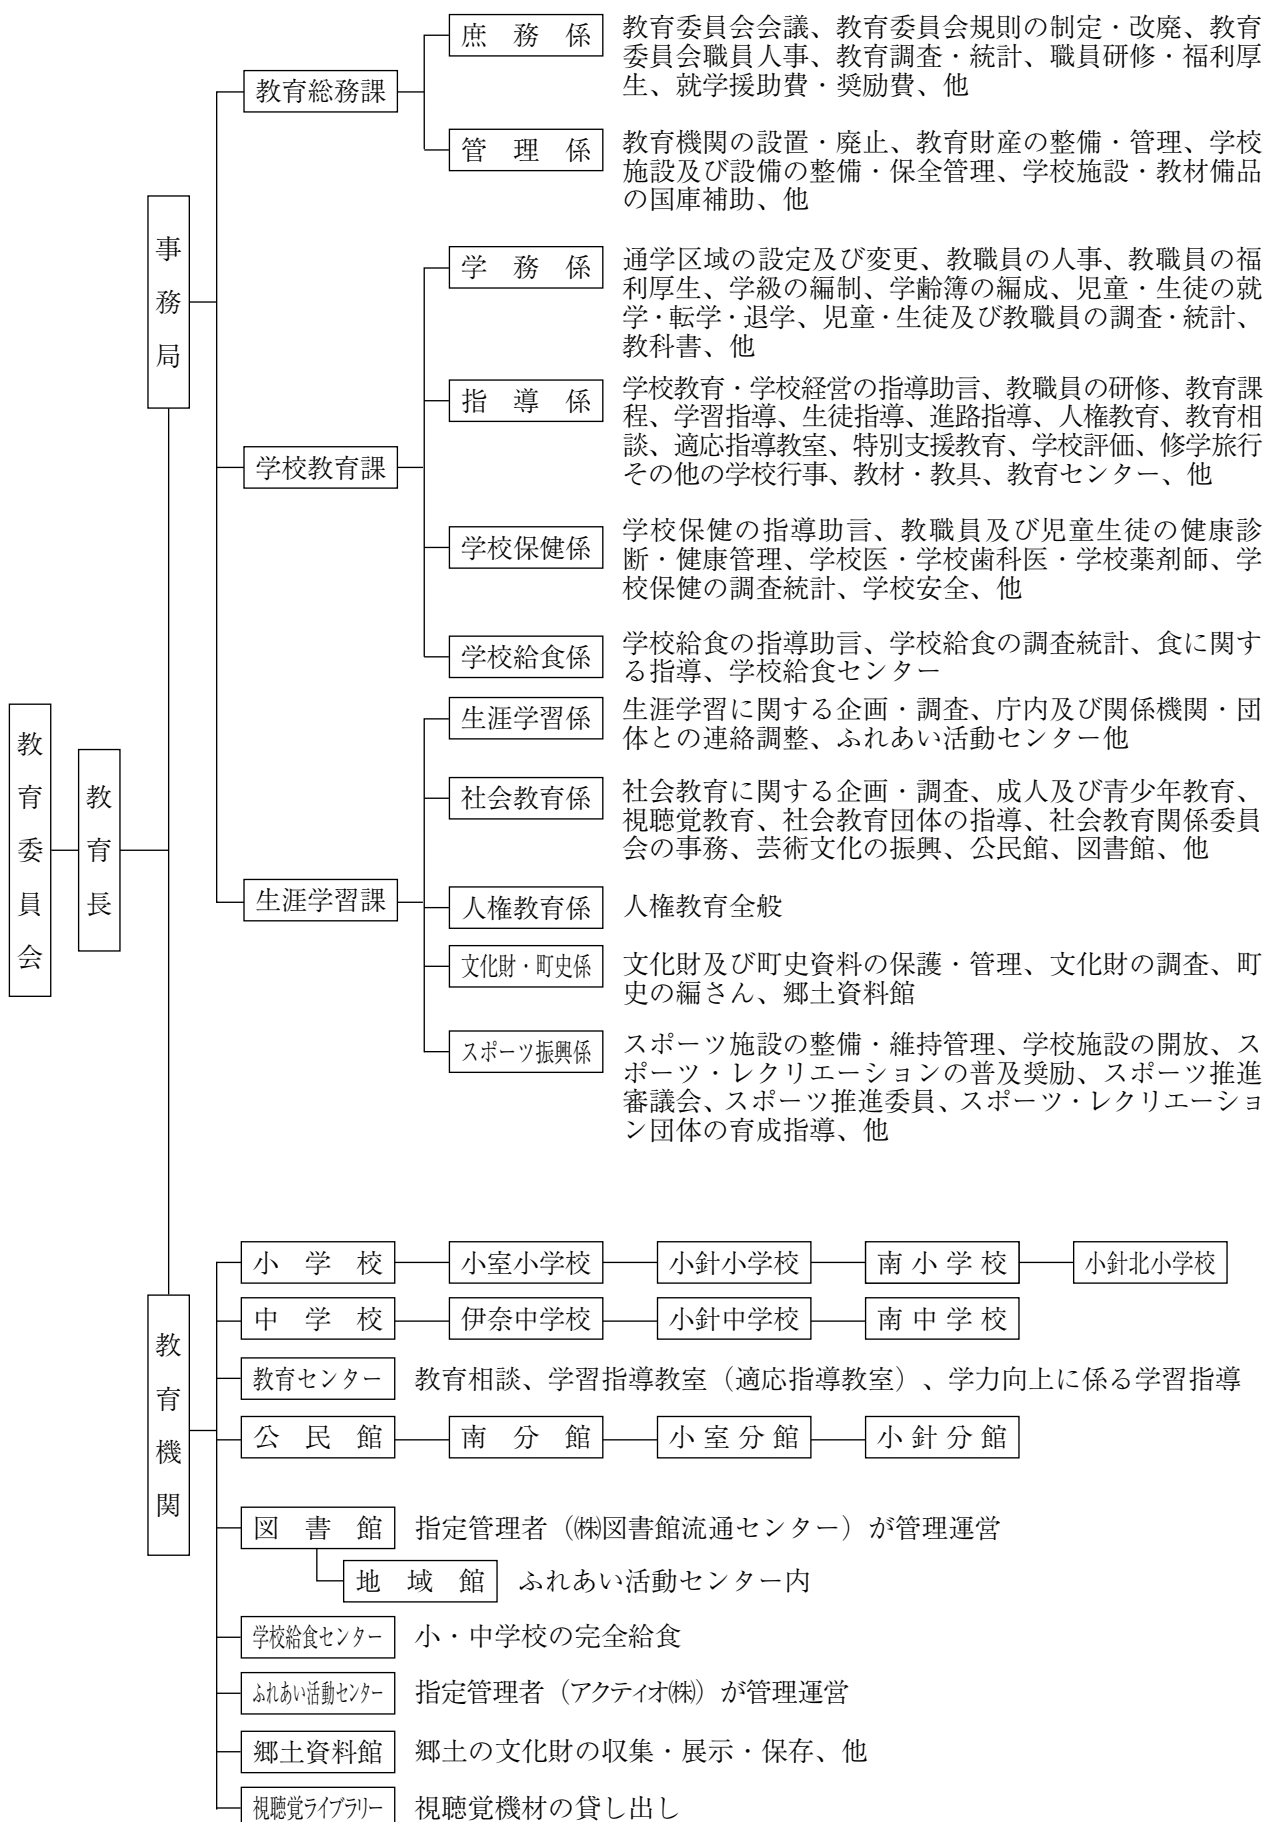 教育委員会
教育長
事務局
教育総務課
庶務係
教育委員会会議、教育委員会規則の制定・改廃、教育
委員会職員人事、教育調査・統計、職員研修・福利厚
生、就学援助費・奨励費、他
管理係
教育機関の設置・廃止、教育財産の整備・管理、学校
施設及び設備の整備・保全管理、学校施設・教材備品
の国庫補助、他
学校教育課
学務係
通学区域の設定及び変更、教職員の人事、教職員の福
利厚生、学級の編制、学齢簿の編成、児童・生徒の就
学・転学・退学、児童・生徒及び教職員の調査・統計、
教科書、他
指導係
学校教育・学校経営の指導助言、教職員の研修、教育課
程、学習指導、生徒指導、進路指導、人権教育、教育相
談、適応指導教室、特別支援教育、学校評価、修学旅行
その他の学校行事、教材・教具、教育センター、他
学校保健係
学校保健の指導助言、教職員及び児童生徒の健康診
断・健康管理、学校医・学校歯科医・学校薬剤師、学
校保健の調査統計、学校安全、他
学校給食係
学校給食の指導助言、学校給食の調査統計、食に関す
る指導、学校給食センター
生涯学習課
生涯学習係
生涯学習に関する企画・調査、庁内及び関係機関・団
体との連絡調整、ふれあい活動センター他
社会教育係
社会教育に関する企画・調査、成人及び青少年教育、
視聴覚教育、社会教育団体の指導、社会教育関係委員
会の事務、芸術文化の振興、公民館、図書館、他
人権教育係
人権教育全般
文化財・町史係
文化財及び町史資料の保護・管理、文化財の調査、町
史の編さん、郷土資料館
スポーツ振興係
スポーツ施設の整備・維持管理、学校施設の開放、ス
ポーツ・レクリエーションの普及奨励、スポーツ推進
審議会、スポーツ推進委員、スポーツ・レクリエーショ
ン団体の育成指導、他
教育機関
小学校 小室小学校 小針小学校 南小学校 小針北小学校
中学校 伊奈中学校 小針中学校 南中学校
教育センター 教育相談、学習指導教室（適応指導教室）、学力向上に係る学習指導
公民館 南分館 小室分館 小針分館
図書館 指定管理者（㈱図書館流通センター）が管理運営
地域館 ふれあい活動センター内
学校給食センター 小・中学校の完全給食
ふれあい活動センター 指定管理者（アクティオ㈱）が管理運営
郷土資料館 郷土の文化財の収集・展示・保存、他
視聴覚ライブラリー 視聴覚機材の貸し出し